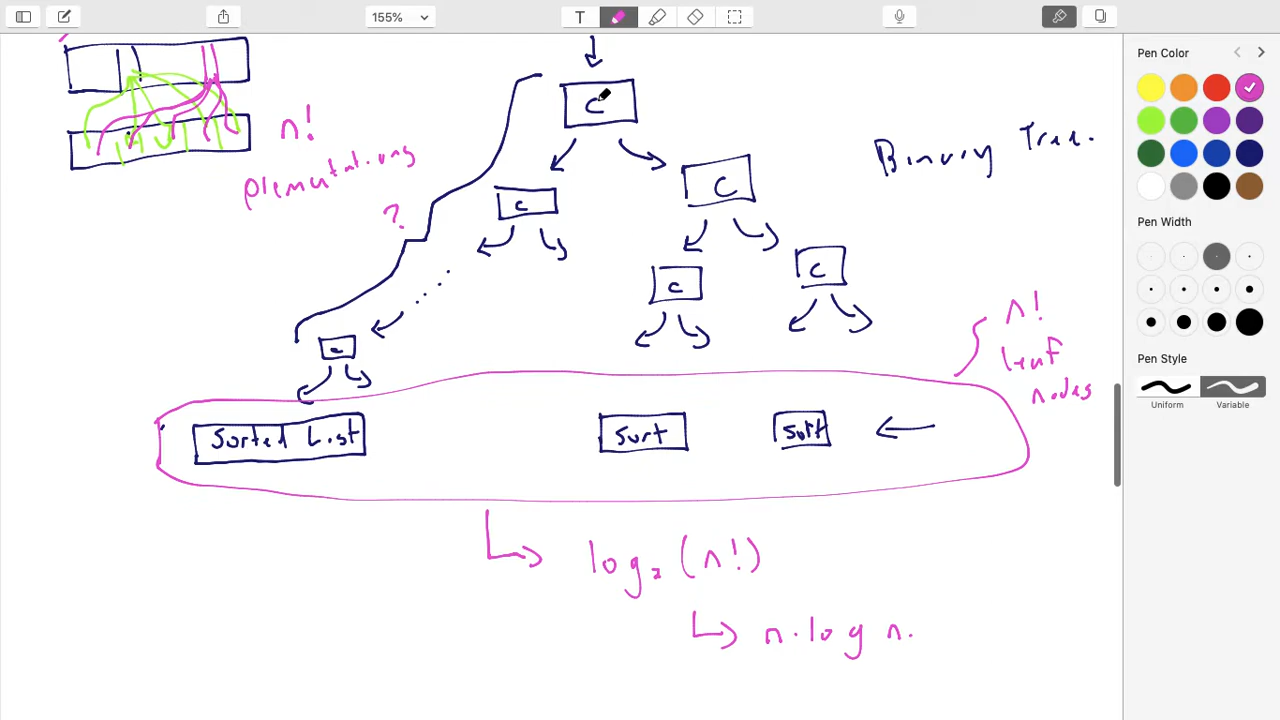 155%
T
n!
plemutations
?
C
Binary Tree.
c
C
c
C
c
n!
leaf
nodes
Sorted List
Sort
Sort
log₂ (n!)
n.log n.
Pen Color
Pen Width
Pen Style
Uniform
Variable